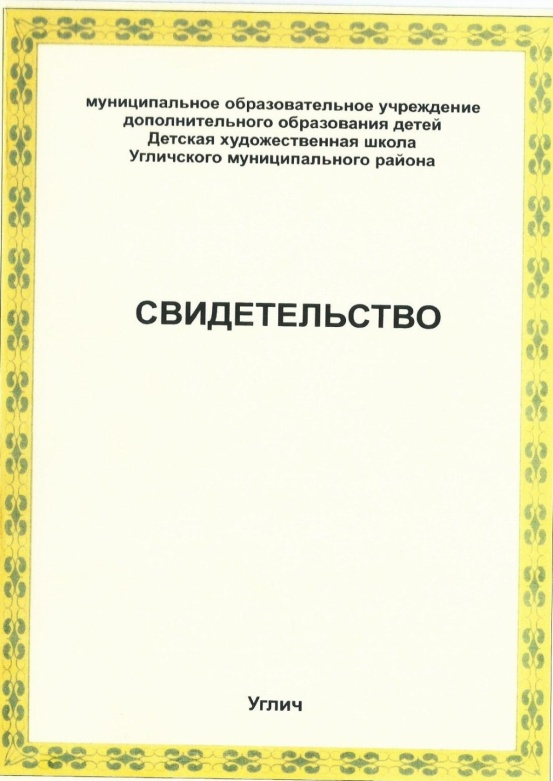 муниципальное образовательное учреждение
дополнительного образования детей
Детская художественная школа
Угличского муниципального района
СВИДЕТЕЛЬСТВО
Углич